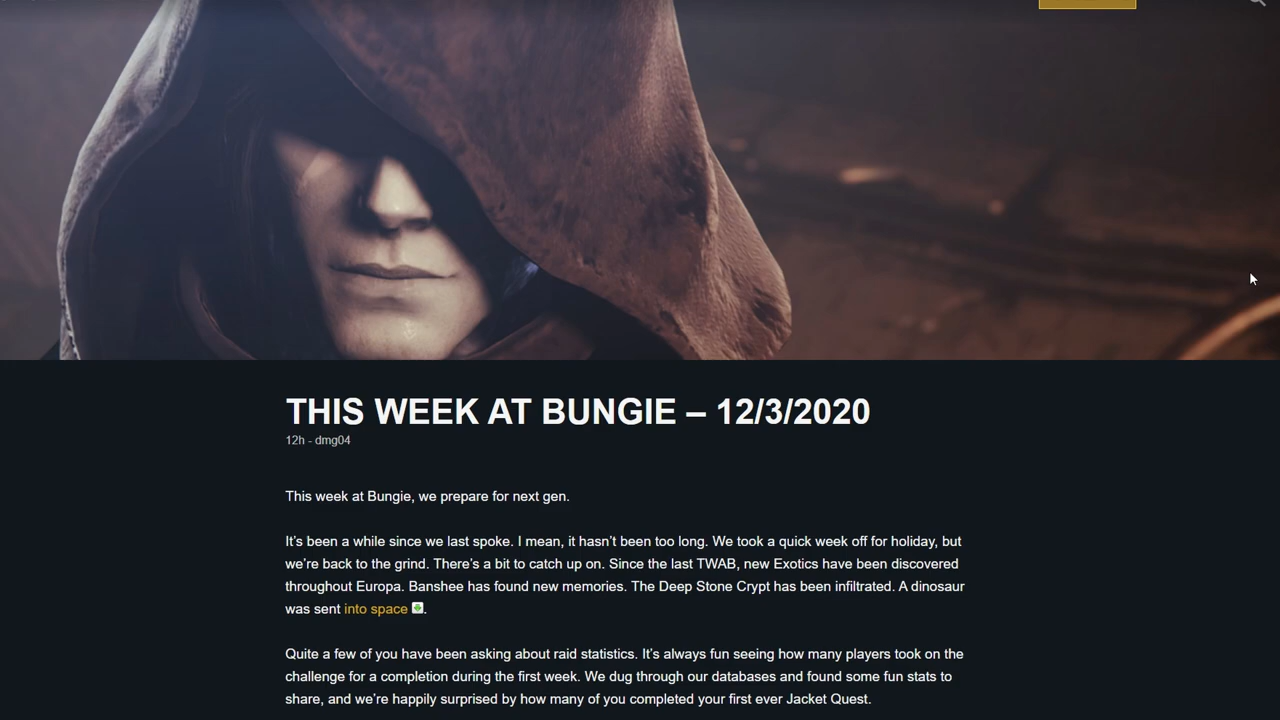 THIS WEEK AT BUNGIE – 12/3/2020
12h - dmg04
This week at Bungie, we prepare for next gen.
It’s been a while since we last spoke. I mean, it hasn’t been too long. We took a quick week off for holiday, but
we’re back to the grind. There’s a bit to catch up on. Since the last TWAB, new Exotics have been discovered
throughout Europa. Banshee has found new memories. The Deep Stone Crypt has been infiltrated. A dinosaur
was sent into space.
Quite a few of you have been asking about raid statistics. It’s always fun seeing how many players took on the
challenge for a completion during the first week. We dug through our databases and found some fun stats to
share, and we’re happily surprised by how many of you completed your first ever Jacket Quest.